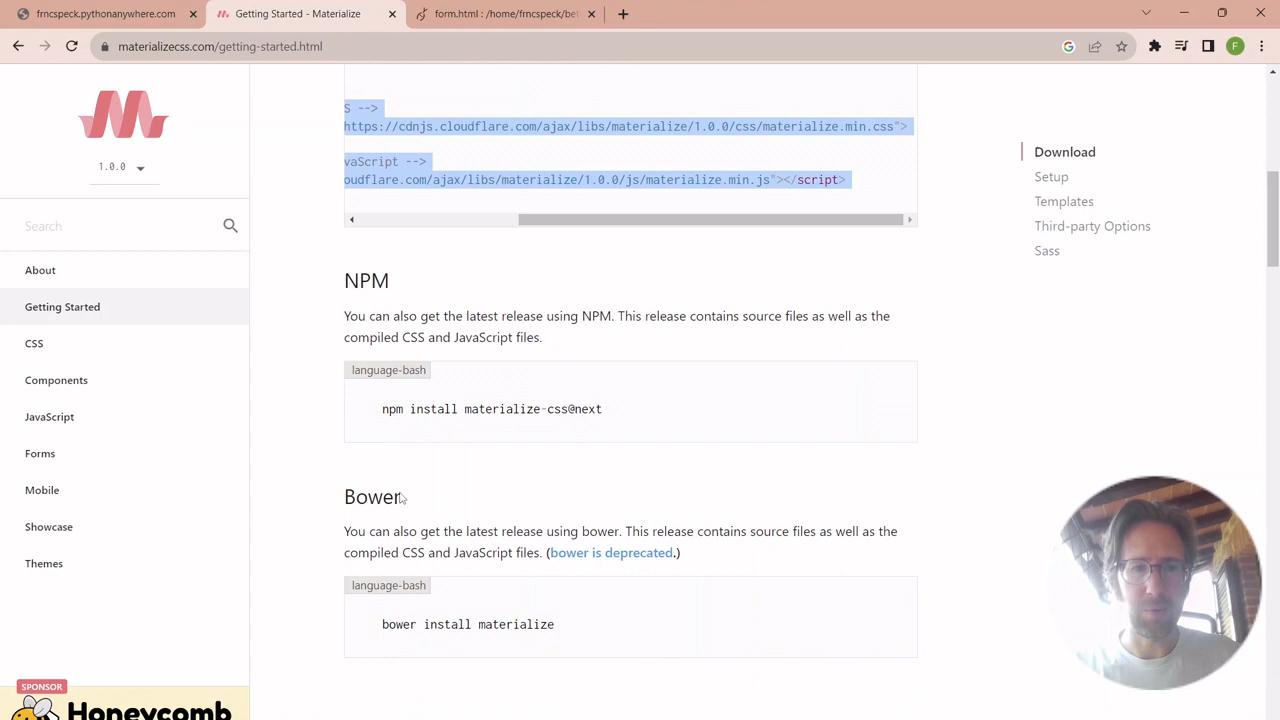 frncspeck.pythonanywhere.com
Getting Started - Materialize
form.html : /home/frncspeck/bet
materializecss.com/getting-started.html
F
1.0.0
Search
About
Getting Started
CSS
Components
JavaScript
Forms
Mobile
Showcase
Themes
SPONSOR
Honeycomb
S -->
https://cdnjs.cloudflare.com/ajax/libs/materialize/1.0.0/css/materialize.min.css">
vaScript -->
oudflare.com/ajax/libs/materialize/1.0.0/js/materialize.min.js"></script>
NPM
You can also get the latest release using NPM. This release contains source files as well as the
compiled CSS and JavaScript files.
language-bash
npm install materialize-css@next
Bower
You can also get the latest release using bower. This release contains source files as well as the
compiled CSS and JavaScript files. (bower is deprecated.)
language-bash
bower install materialize
Download
Setup
Templates
Third-party Options
Sass